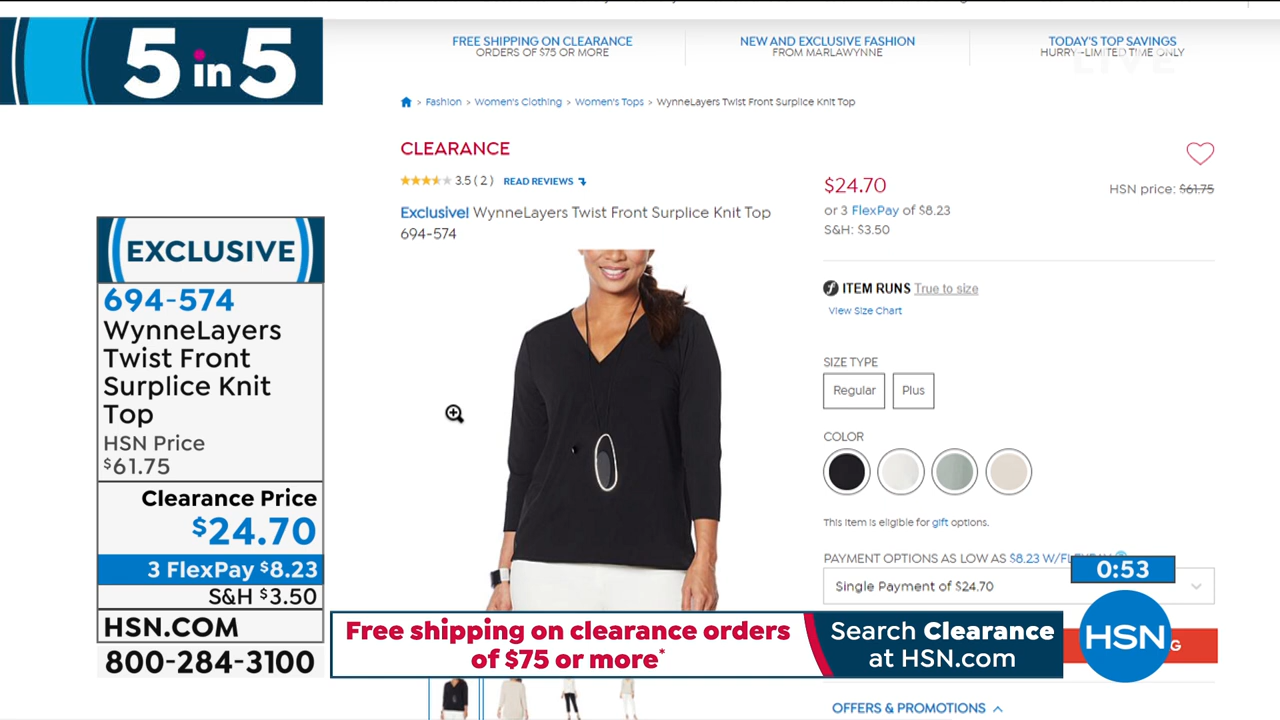 5 in 5
FREE SHIPPING ON CLEARANCE
ORDERS OF $75 OR MORE
NEW AND EXCLUSIVE FASHION
FROM MARLAWYNNE
TODAY'S TOP SAVINGS
HURRY-LIMITED TIME ONLY
LIVE
> Fashion > Women's Clothing > Women's Tops > WynneLayers Twist Front Surplice Knit Top
CLEARANCE
3.5 ( 2 ) READ REVIEWS
Exclusive! WynneLayers Twist Front Surplice Knit Top
694-574
$24.70
HSN price: $61.75
or 3 FlexPay of $8.23
S&H: $3.50
ITEM RUNS True to size
View Size Chart
SIZE TYPE
Regular
Plus
COLOR
This item is eligible for gift options.
PAYMENT OPTIONS AS LOW AS $8.23 W/FLEXPAY
Single Payment of $24.70
OFFERS & PROMOTIONS
EXCLUSIVE
694-574
WynneLayers
Twist Front
Surplice Knit
Top
HSN Price
$61.75
Clearance Price
$24.70
3 FlexPay $8.23
S&H $3.50
HSN.COM
800-284-3100
0:53
Free shipping on clearance orders
of $75 or more*
Search Clearance
at HSN.com
HSN
G